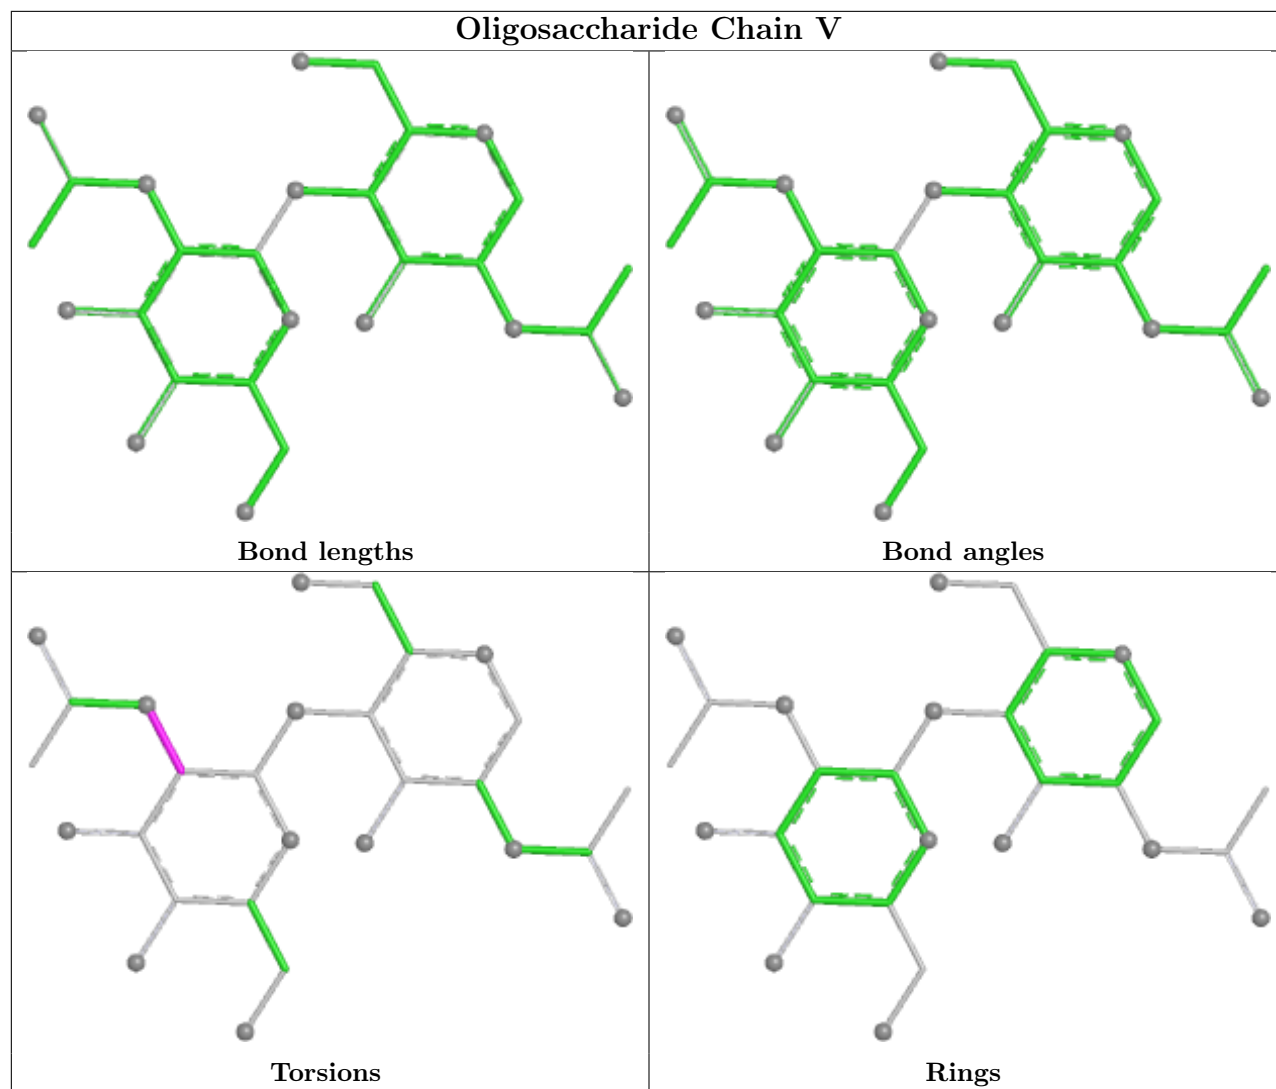 Oligosaccharide Chain V
Bond lengths
Bond angles
Torsions
Rings